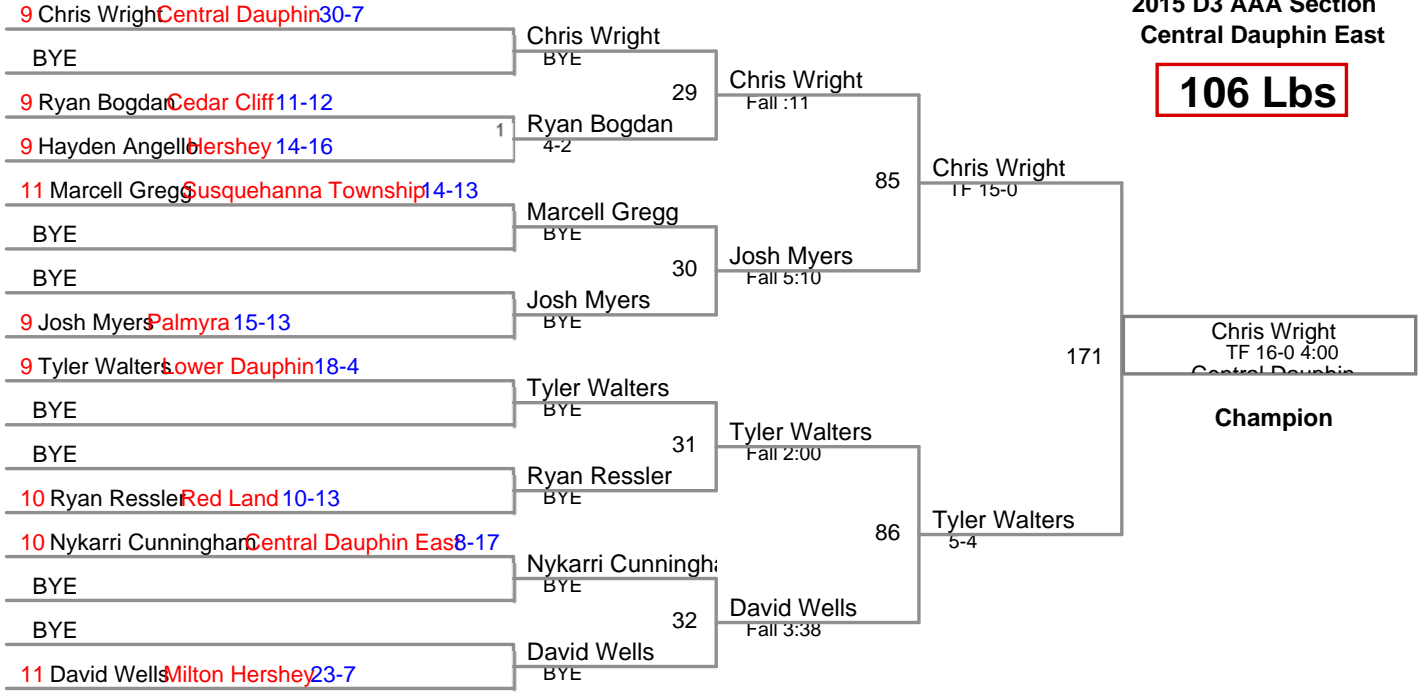 2015 D3 AAA Section
Central Dauphin East
106 Lbs
9 Chris Wright Central Dauphin 30-7
BYE
9 Ryan Bogdan Cedar Cliff 11-12
9 Hayden Angello Hershey 14-16
11 Marcell Gregg Susquehanna Township 14-13
BYE
BYE
9 Josh Myers Palmyra 15-13
9 Tyler Walters Lower Dauphin 18-4
BYE
BYE
10 Ryan Ressler Red Land 10-13
10 Nykarri Cunningham Central Dauphin East 8-17
BYE
BYE
11 David Wells Milton Hershey 23-7
Chris Wright
BYE
1
Ryan Bogdan
4-2
Marcell Gregg
BYE
Josh Myers
BYE
Tyler Walters
BYE
Ryan Ressler
BYE
Nykarri Cunningha
BYE
David Wells
BYE
29
Chris Wright
Fall :11
30
Josh Myers
Fall 5:10
31
Tyler Walters
Fall 2:00
32
David Wells
Fall 3:38
85
Chris Wright
TF 15-0
86
Tyler Walters
5-4
171
Chris Wright
TF 16-0 4:00
Central Dauphin
Champion